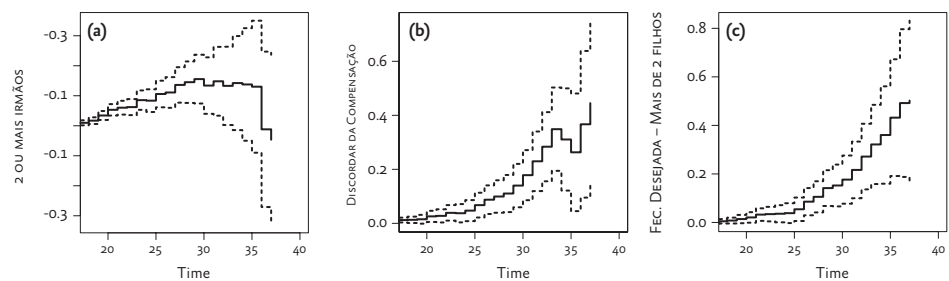 (a)
2 OU MAIS IRMÃOS
-0.3
-0.1
-0.1
-0.3
20 25 30 35 40
Time
(b)
DISCORDAR DA COMPENSAÇÃO
0.6
0.4
0.2
0.0
20 25 30 35 40
Time
(c)
FEC. DESEJADA – MAIS DE 2 FILHOS
0.8
0.6
0.4
0.2
0.0
20 25 30 35 40
Time